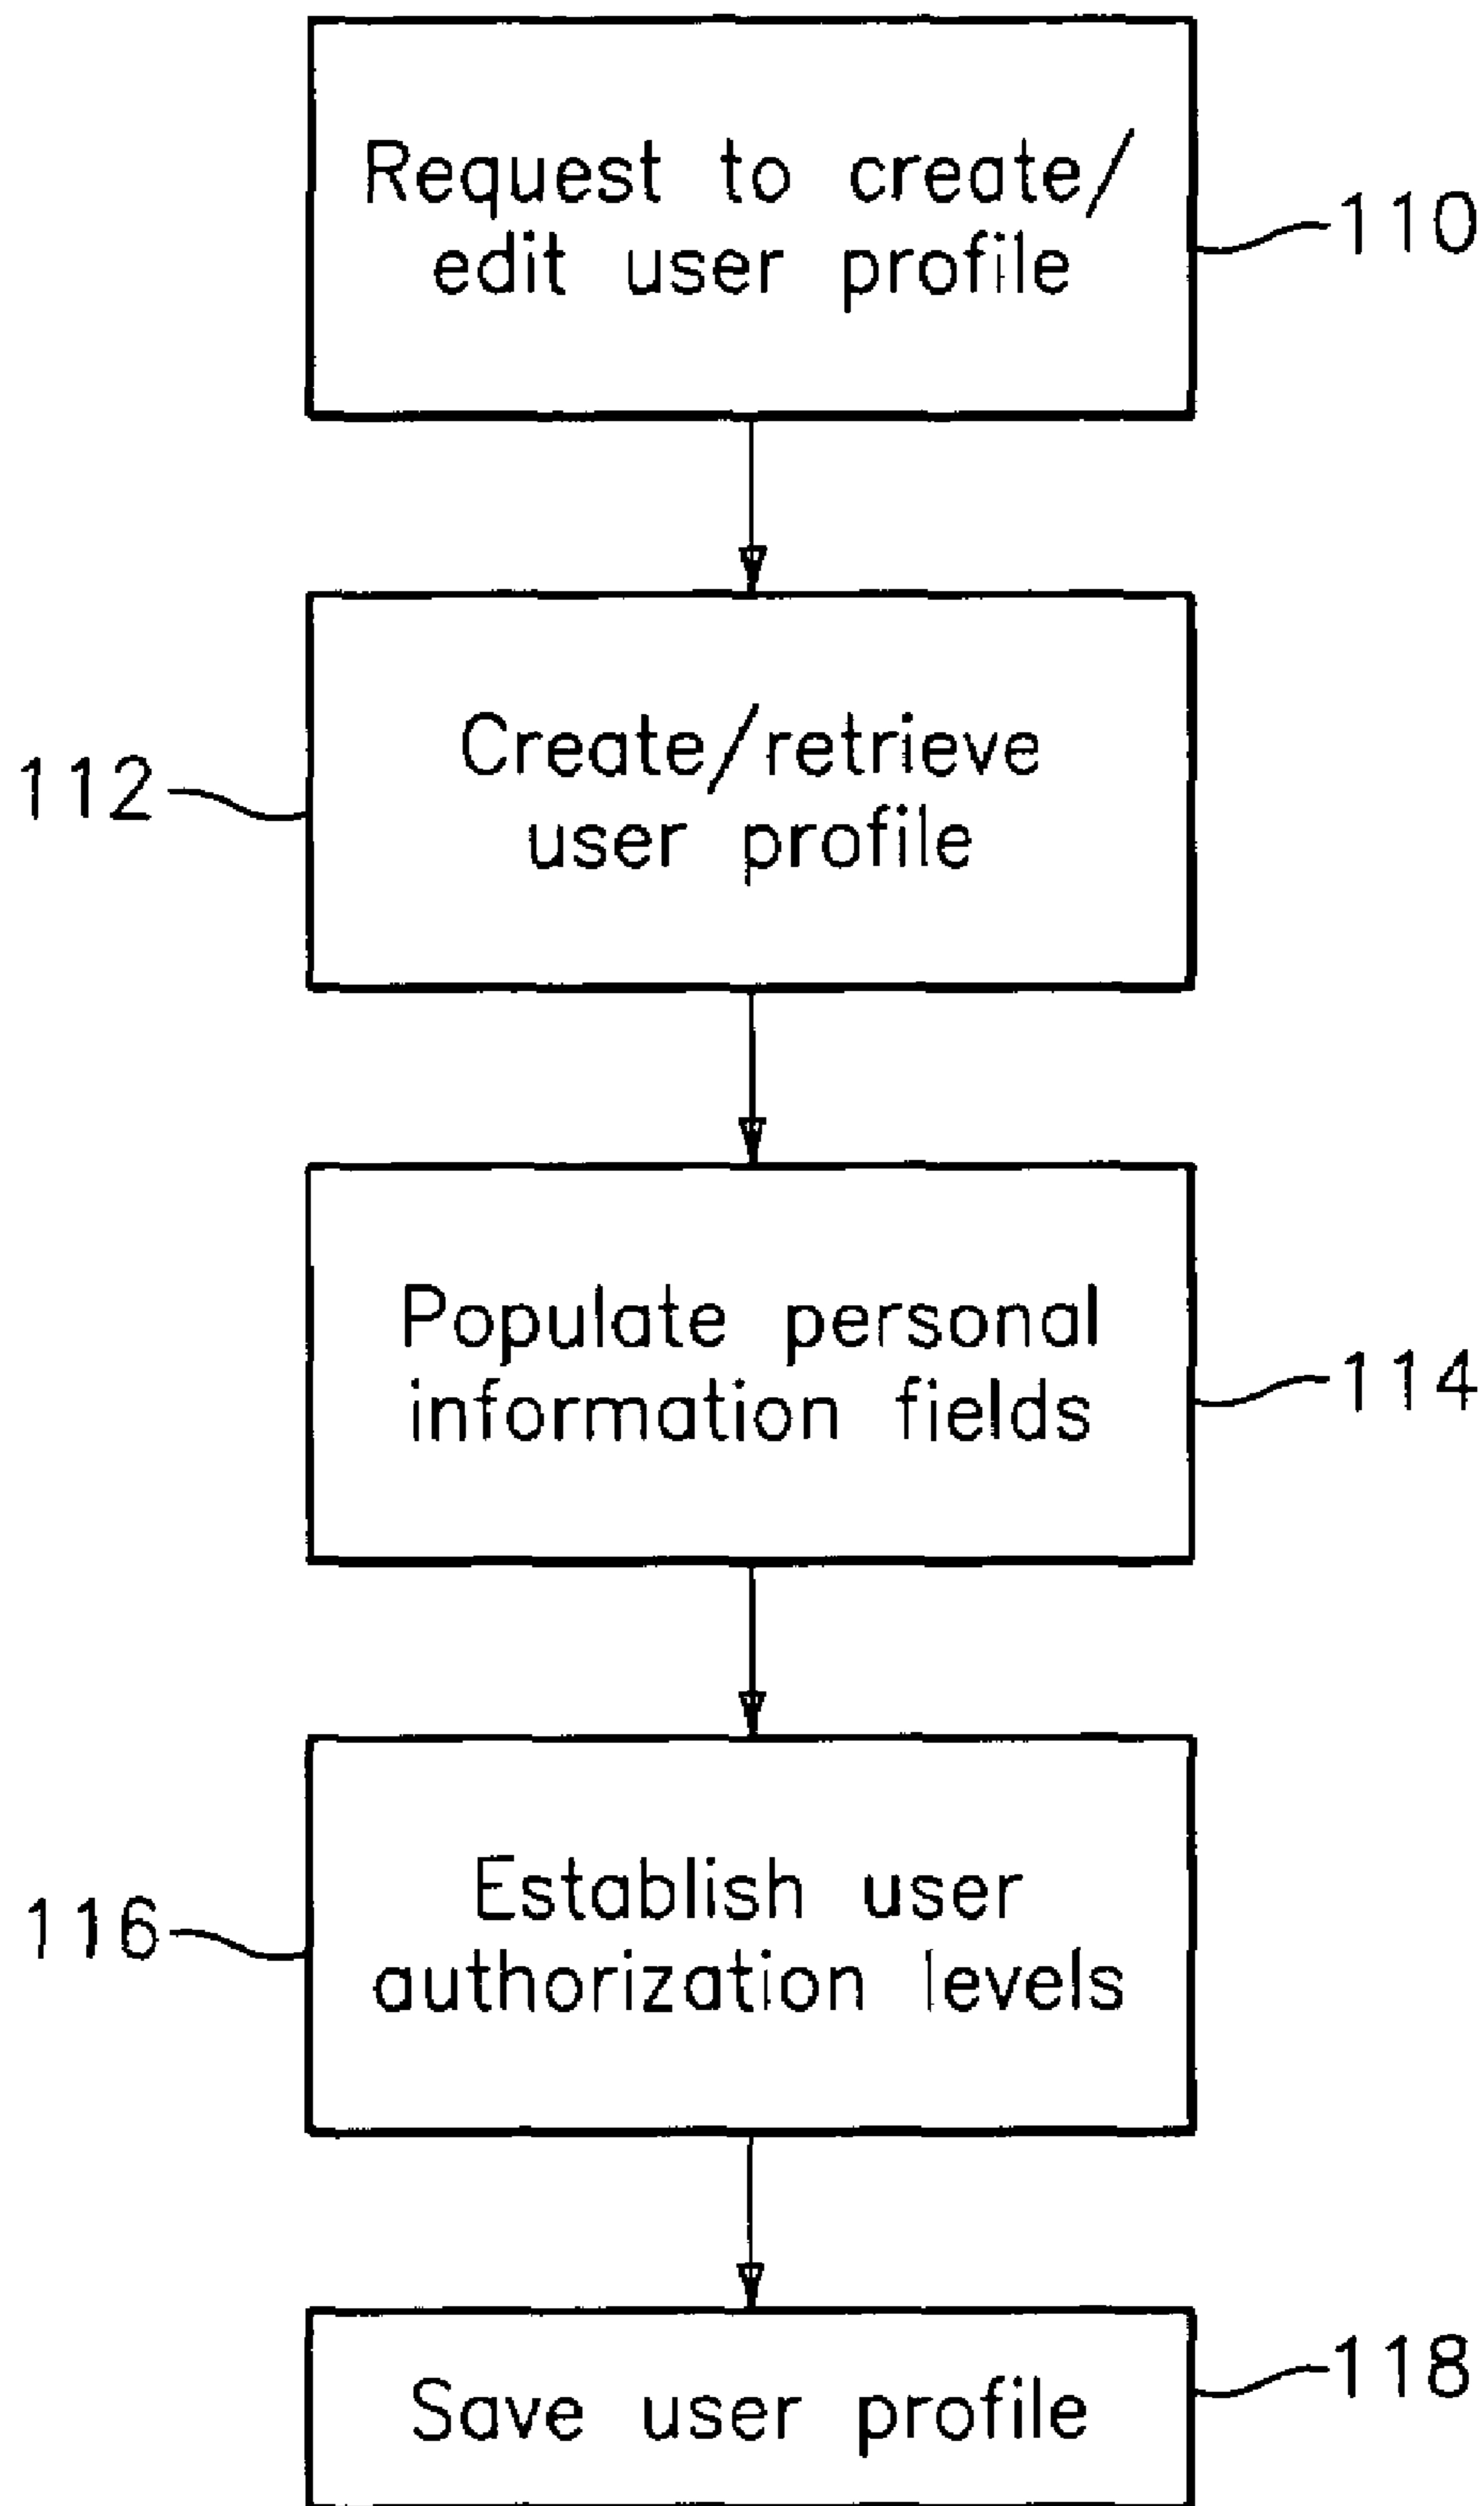 Request to create/
edit user profile
110
Create/retrieve
user profile
112
Populate personal
information fields
114
Establish user
authorization levels
116
Save user profile
118